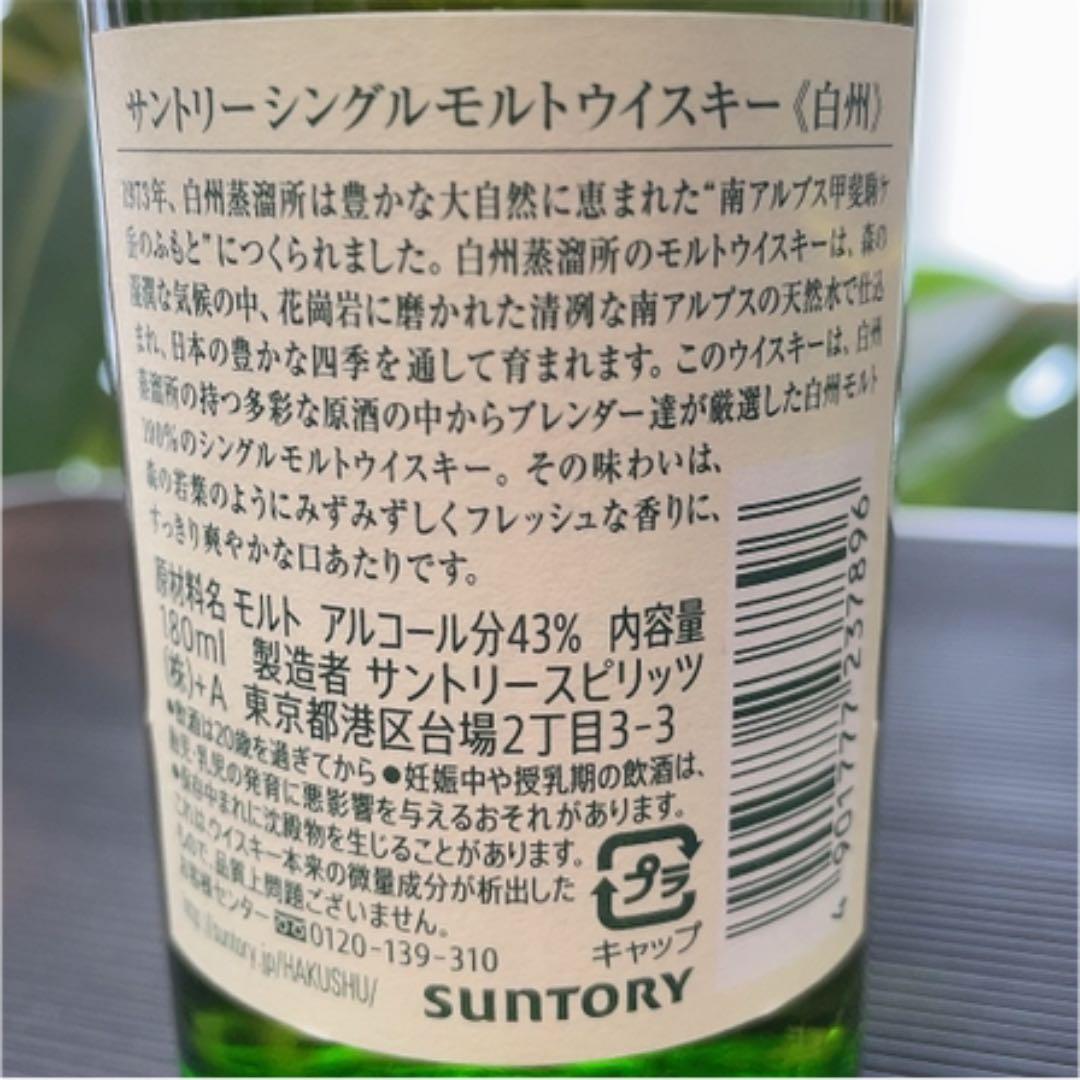 サントリーシングルモルトウイスキー《白州》
1973年、白州蒸溜所は豊かな大自然に恵まれた“南アルプス甲斐駒ケ
岳のふもと”につくられました。白州蒸溜所のモルトウイスキーは、森の
湿潤な気候の中、花崗岩に磨かれた清冽な南アルプスの天然水で仕込
まれ、日本の豊かな四季を通して育まれます。このウイスキーは、白州
蒸溜所の持つ多彩な原酒の中からブレンダー達が厳選した白州モルト
100%のシングルモルトウイスキー。その味わいは、
森の若葉のようにみずみずしくフレッシュな香りに、
すっきり爽やかな口あたりです。
原材料名 モルト アルコール分43% 内容量
180ml 製造者 サントリースピリッツ
(株)+A 東京都港区台場2丁目3-3
●飲酒は20歳を過ぎてから ●妊娠中や授乳期の飲酒は、
胎児・乳児の発育に悪影響を与えるおそれがあります。
●保存中まれに沈殿物を生じることがあります。
これは、ウイスキー本来の微量成分が析出した
もので、品質上問題ございません。
お客様センター 0120-139-310
http://suntory.jp/HAKUSHU/
プラ
キャップ
SUNTORY
4 901777 237896